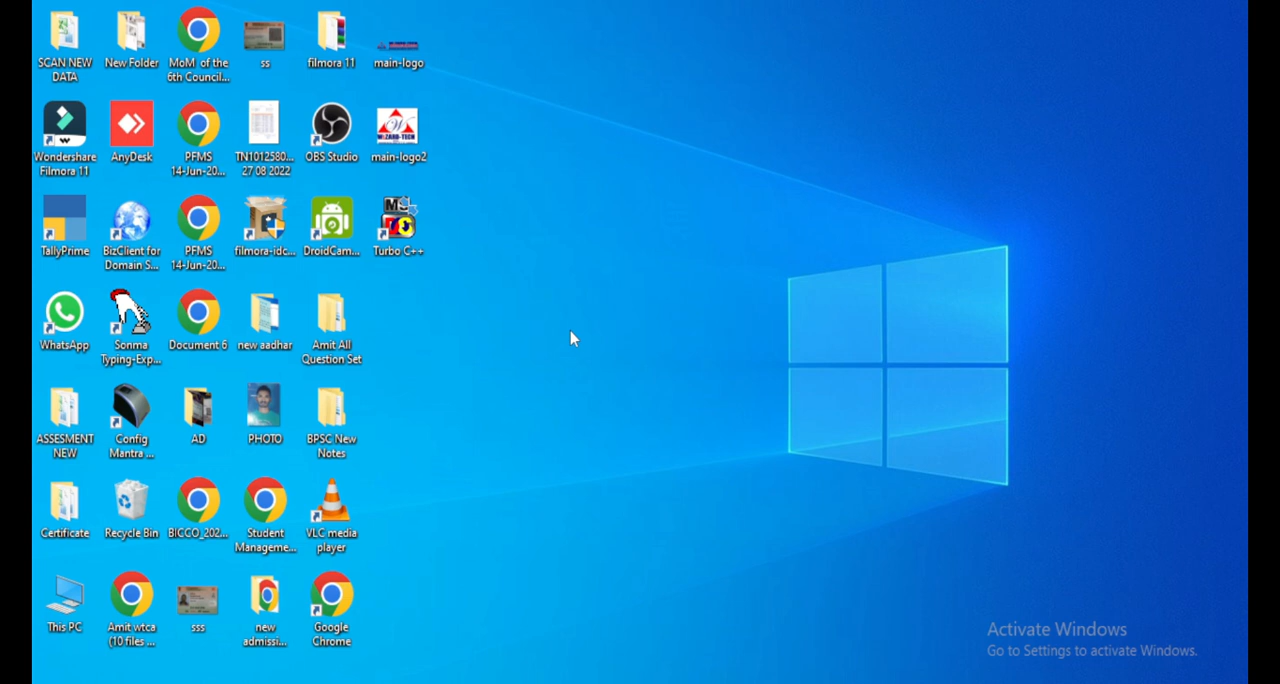 SCAN NEW
DATA
New Folder
MoM of the
6th Council...
ss
filmora 11
main-logo
Wondershare
Filmora 11
AnyDesk
PFMS
14-Jun-20...
TN1012580...
27 08 2022
OBS Studio
WIZARD-TECH
main-logo2
TallyPrime
BizClient for
Domain S...
PFMS
14-Jun-20...
filmora-idc...
DroidCam...
Turbo C++
WhatsApp
Sonma
Typing-Exp...
Document 6
new aadhar
Amit All
Question Set
ASSESMENT
NEW
Config
Mantra ...
AD
PHOTO
BPSC New
Notes
Certificate
Recycle Bin
BICCO_202...
Student
Manageme...
VLC media
player
This PC
Amit wtca
(10 files ...
sss
new
admissi...
Google
Chrome
Activate Windows
Go to Settings to activate Windows.